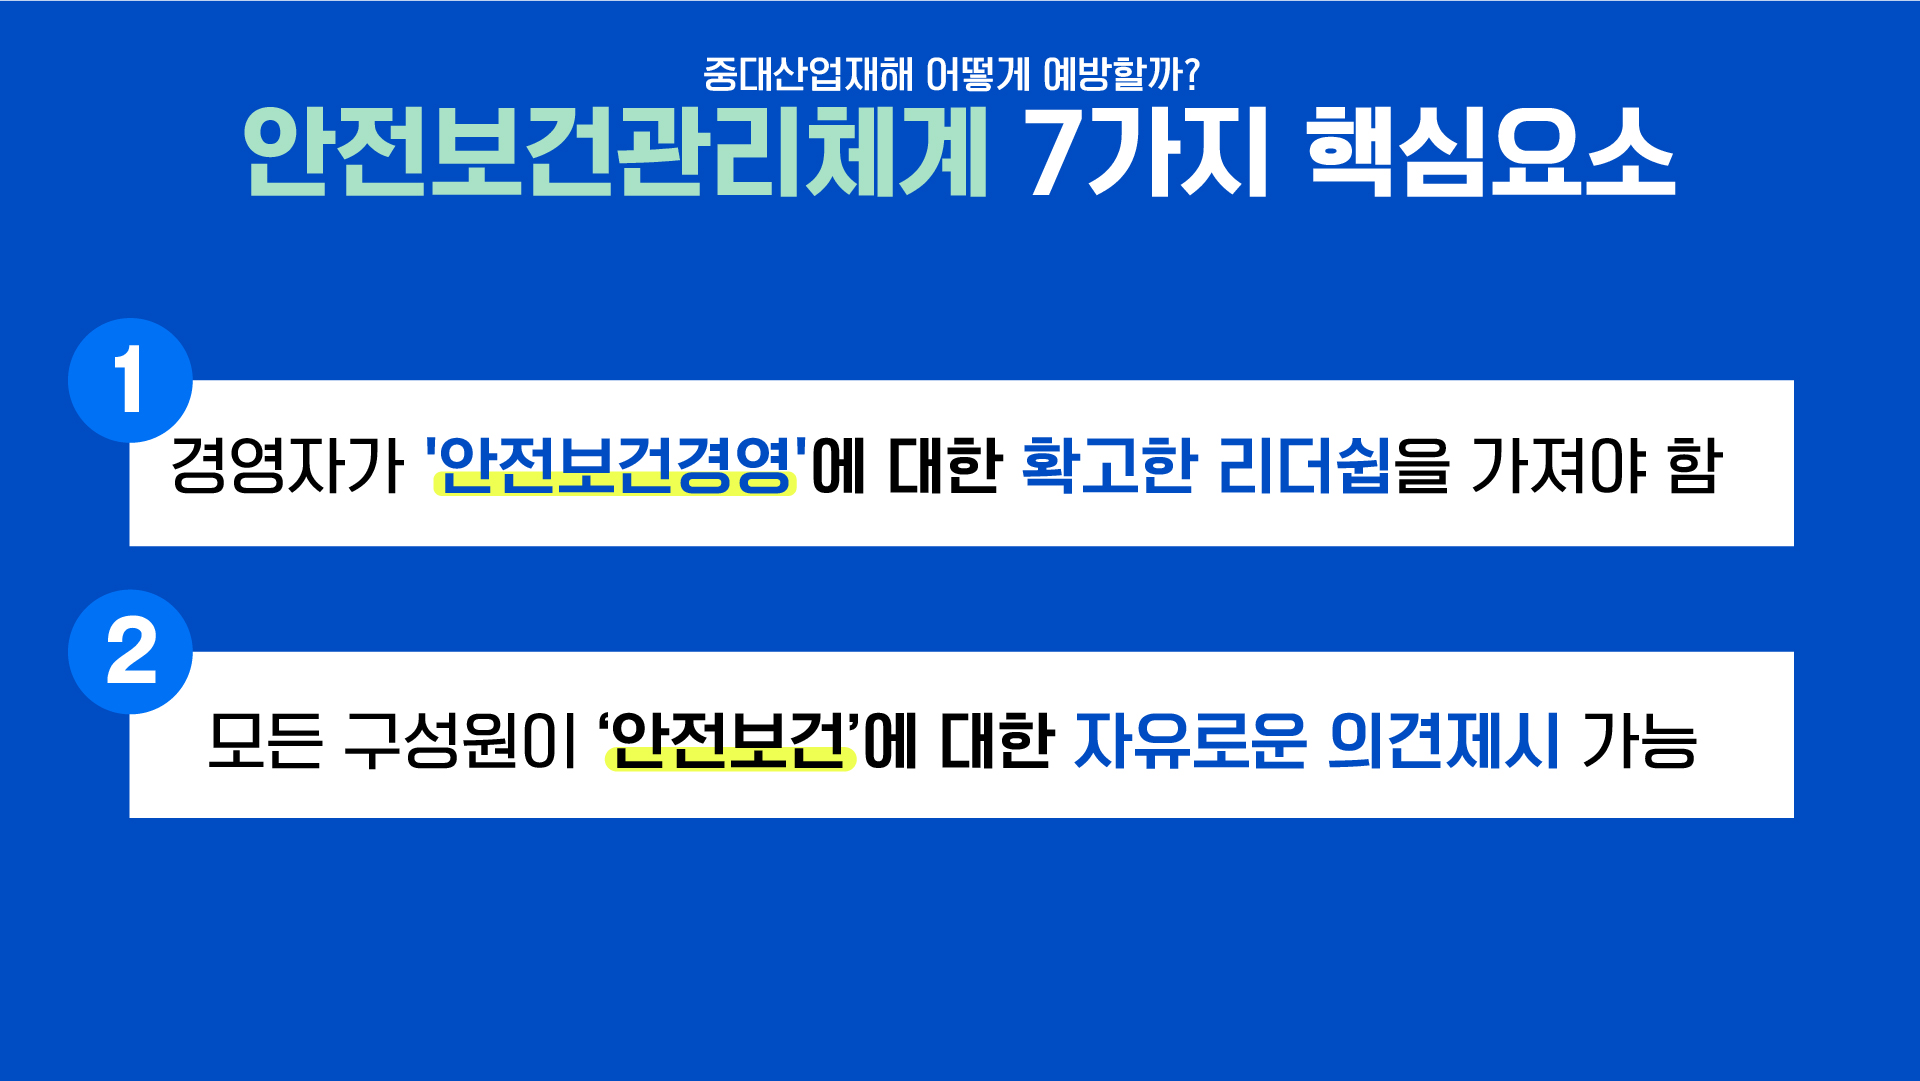 중대산업재해 어떻게 예방할까?
안전보건관리체계 7가지 핵심요소
1
경영자가 '안전보건경영'에 대한 확고한 리더쉽을 가져야 함
2
모든 구성원이 ‘안전보건’에 대한 자유로운 의견제시 가능